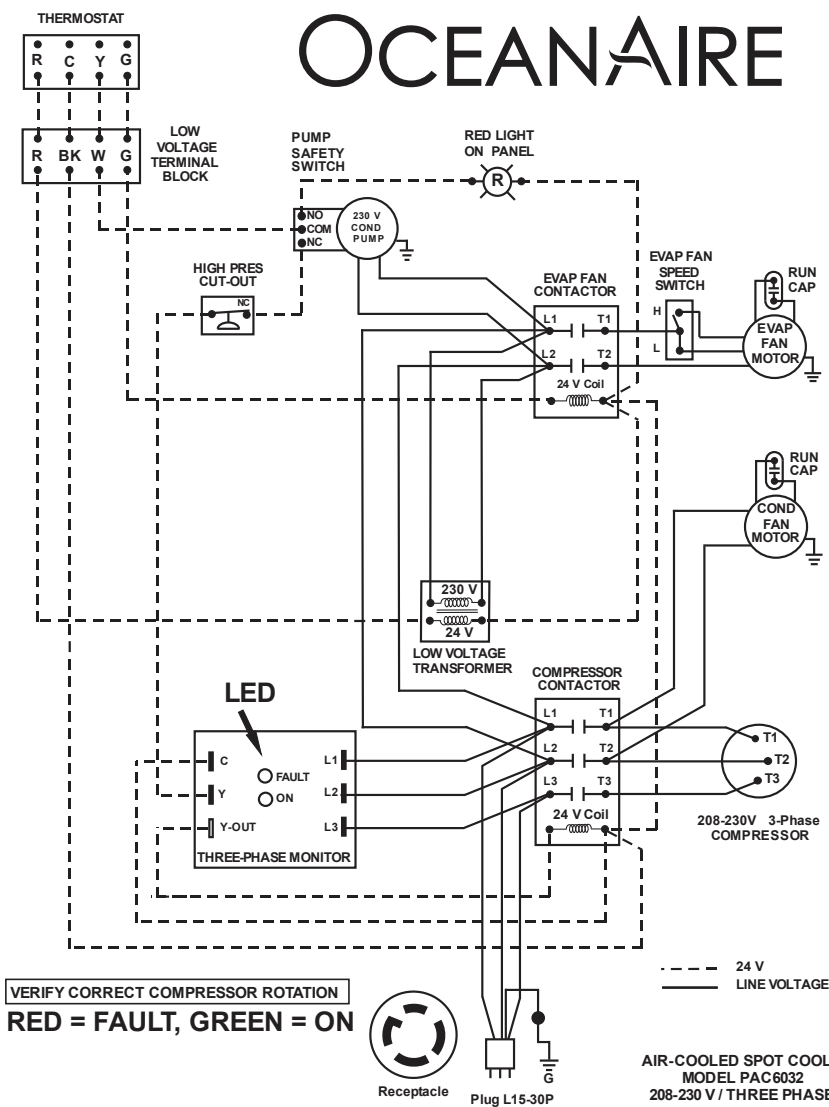 THERMOSTAT
OCEANAIRE
R C Y G
LOW
VOLTAGE
TERMINAL
BLOCK
R BK W G
PUMP
SAFETY
SWITCH
RED LIGHT
ON PANEL
R
NO
COM
NC
230 V
COND
PUMP
HIGH PRES
CUT-OUT
NC
EVAP FAN
CONTACTOR
L1 T1
L2 T2
24 V Coil
EVAP FAN
SPEED
SWITCH
H
L
RUN
CAP
EVAP
FAN
MOTOR
RUN
CAP
COND
FAN
MOTOR
230 V
24 V
LOW VOLTAGE
TRANSFORMER
COMPRESSOR
CONTACTOR
L1 T1
L2 T2
L3 T3
24 V Coil
T1
T2
T3
208-230V 3-Phase
COMPRESSOR
LED
C L1
FAULT
Y L2
ON
Y-OUT L3
THREE-PHASE MONITOR
24 V
LINE VOLTAGE
VERIFY CORRECT COMPRESSOR ROTATION
RED = FAULT, GREEN = ON
Receptacle
Plug L15-30P
G
AIR-COOLED SPOT COOL
MODEL PAC6032
208-230 V / THREE PHASE